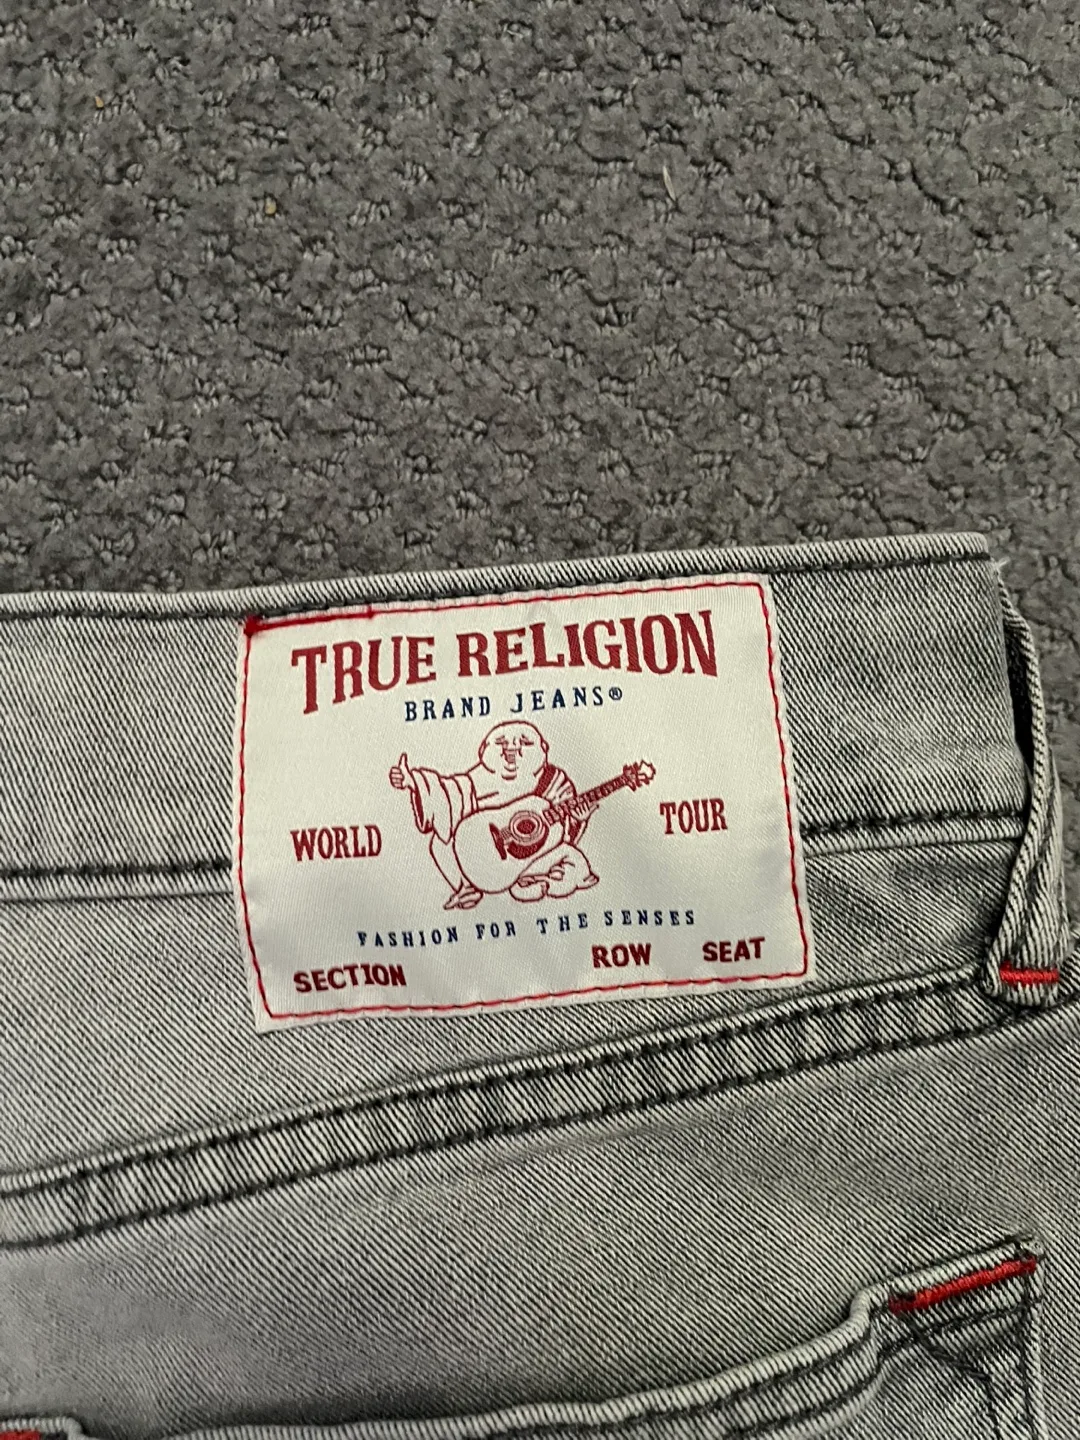 TRUE RELIGION
BRAND JEANS®
WORLD TOUR
FASHION FOR THE SENSES
SECTION ROW SEAT